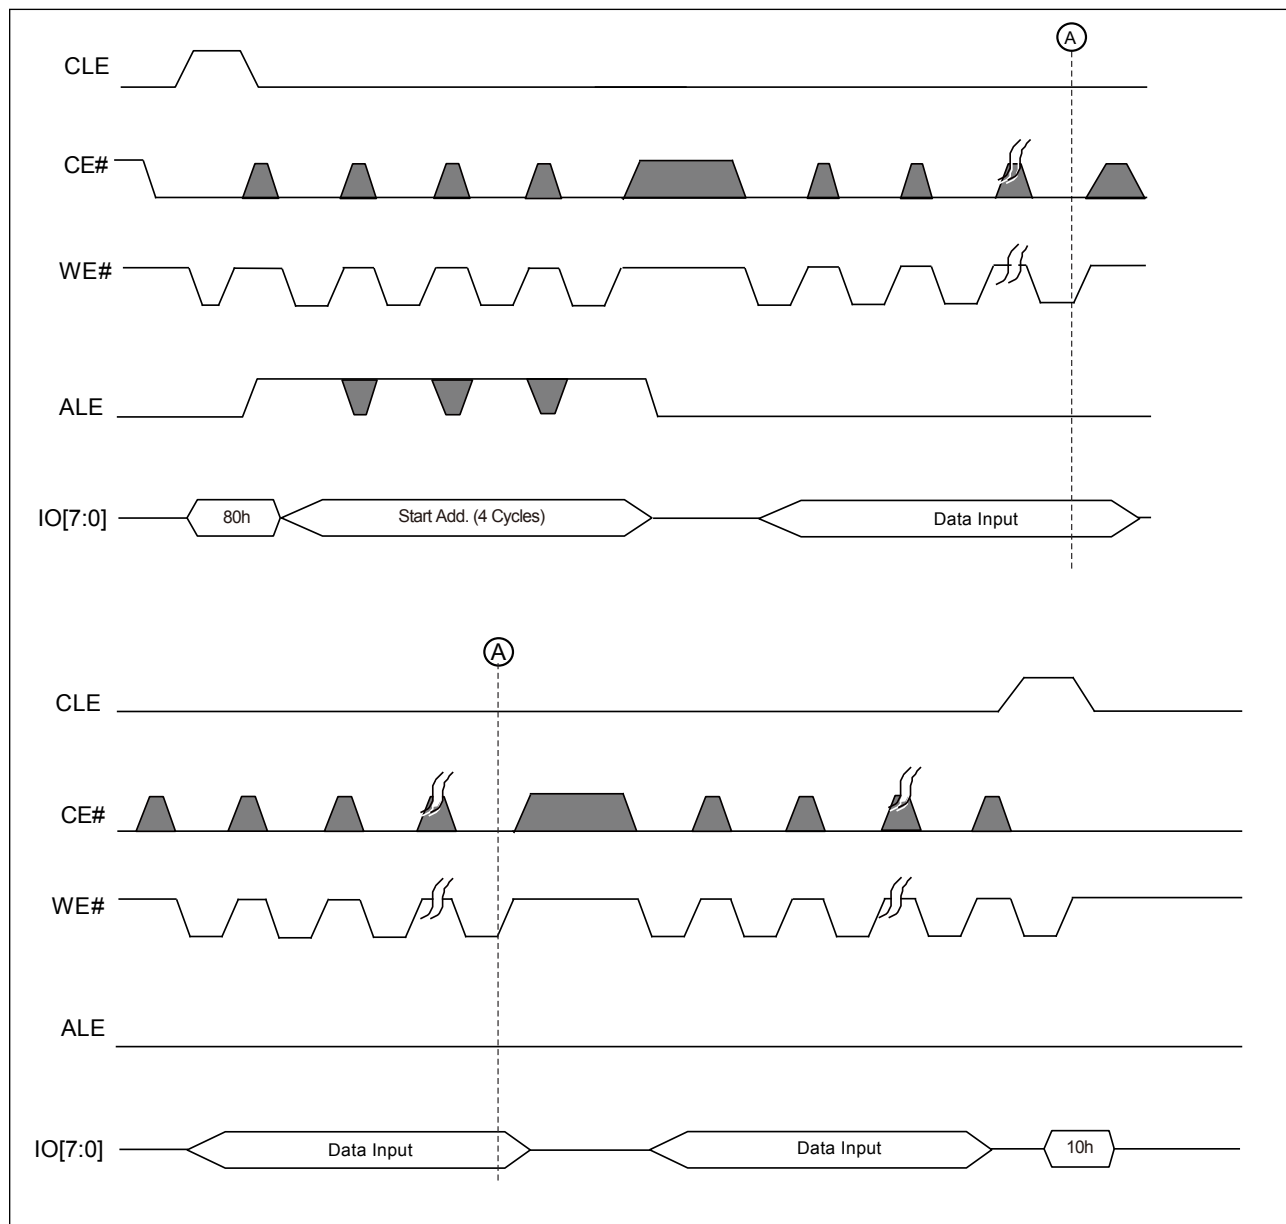 A
CLE
CE#
WE#
ALE
IO[7:0] 80h Start Add. (4 Cycles) Data Input
A
CLE
CE#
WE#
ALE
IO[7:0] Data Input Data Input 10h